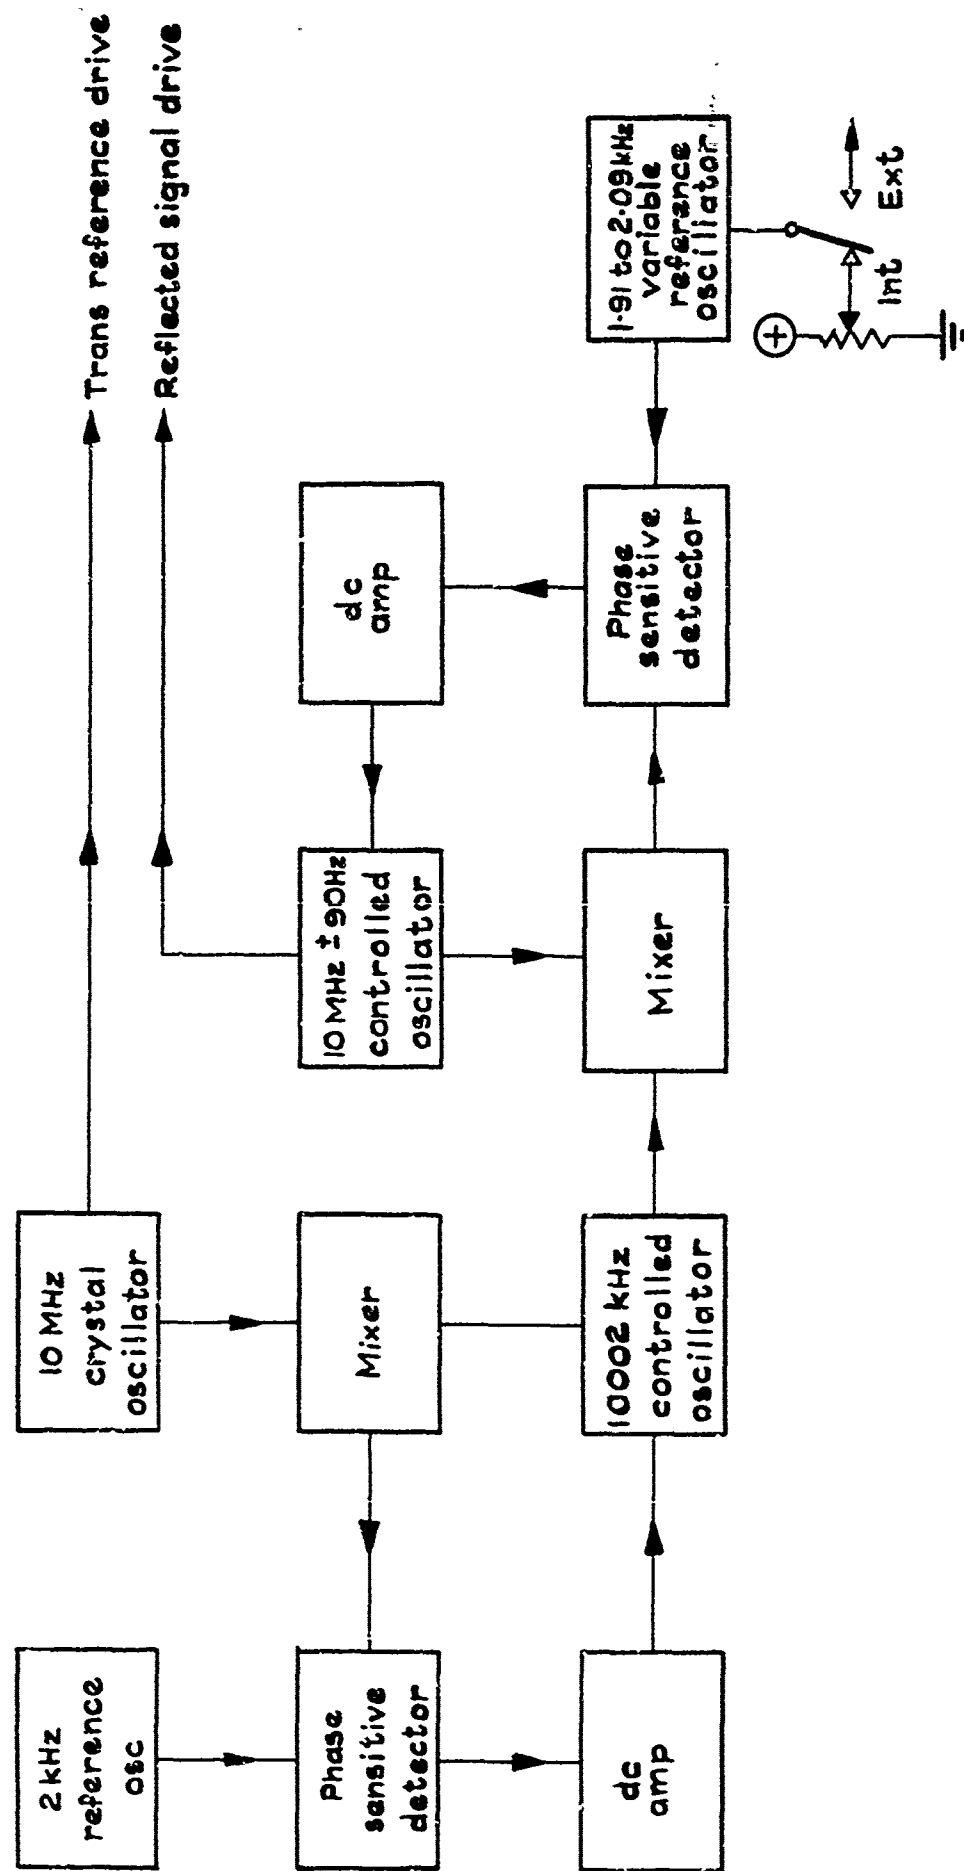 Trans reference drive
Reflected signal drive
2 kHz
reference
osc
10 MHz
crystal
oscillator
Phase
sensitive
detector
Mixer
10 MHz ± 90Hz
controlled
oscillator
dc
amp
dc
amp
10002 kHz
controlled
oscillator
Mixer
Phase
sensitive
detector
1·91 to 2·09kHz
variable
reference
oscillator
+
Int
Ext